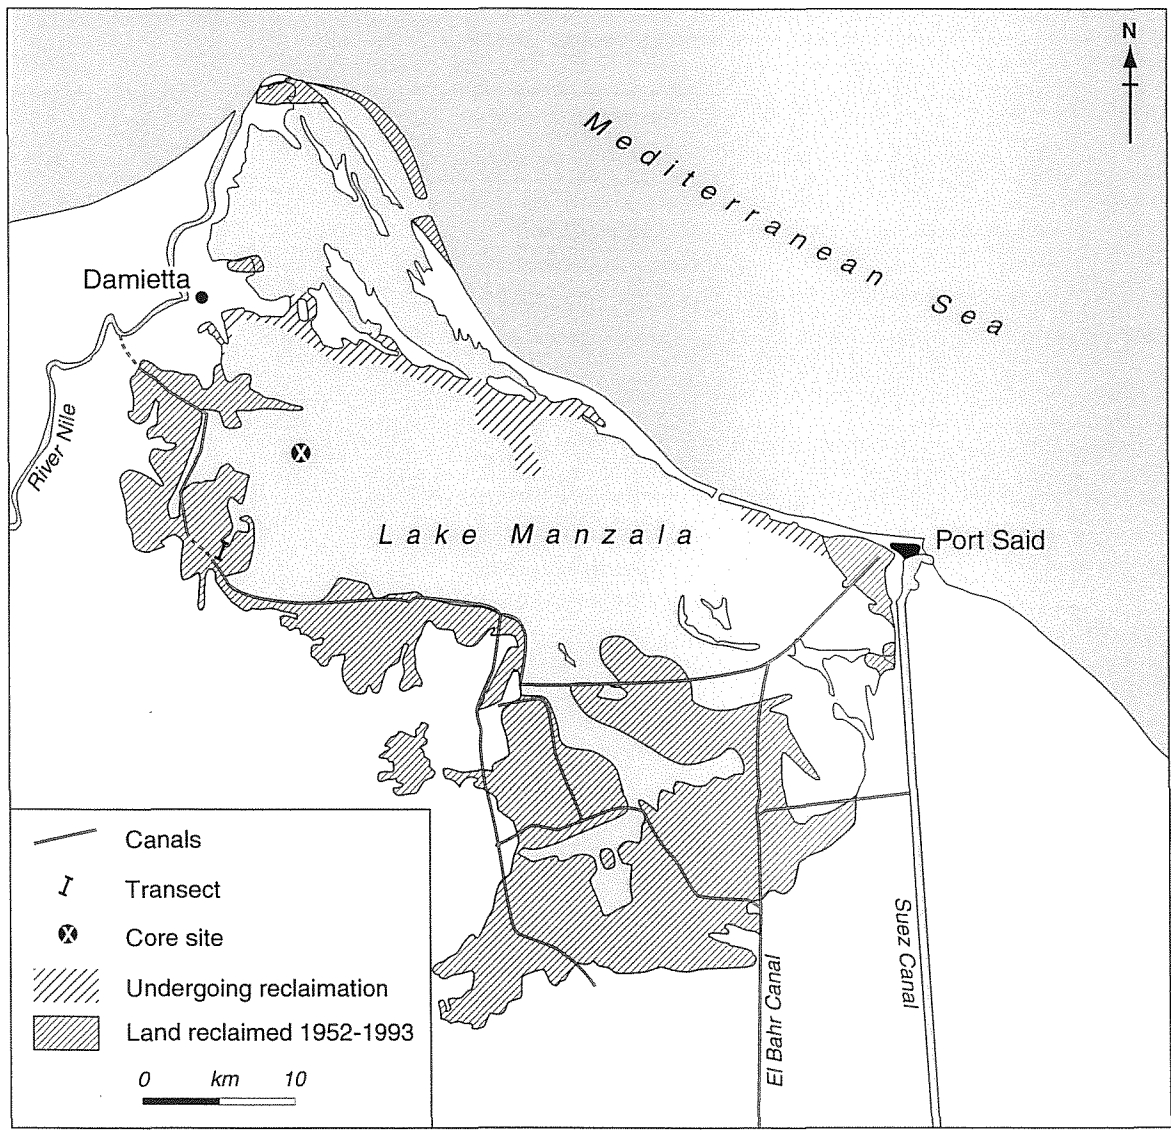 N
Mediterranean Sea
Damietta
River Nile
Lake Manzala
Port Said
Canals
Transect
Core site
Undergoing reclaimation
Land reclaimed 1952-1993
0 km 10
El Bahr Canal
Suez Canal